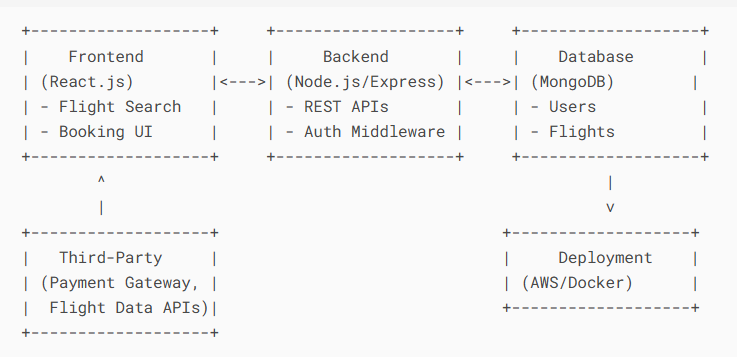 +-------------------+     +-------------------+     +-------------------+
|    Frontend       |     |     Backend       |     |    Database       |
| (React.js)        |<--->| (Node.js/Express) |<--->| (MongoDB)        |
| - Flight Search   |     | - REST APIs       |     | - Users           |
| - Booking UI      |     | - Auth Middleware |     | - Flights         |
+-------------------+     +-------------------+     +-------------------+
        ^                                                     |
        |                                                     v
+-------------------+                              +-------------------+
|   Third-Party     |                              |     Deployment    |
| (Payment Gateway, |                              | (AWS/Docker)      |
|  Flight Data APIs)|                              +-------------------+
+-------------------+